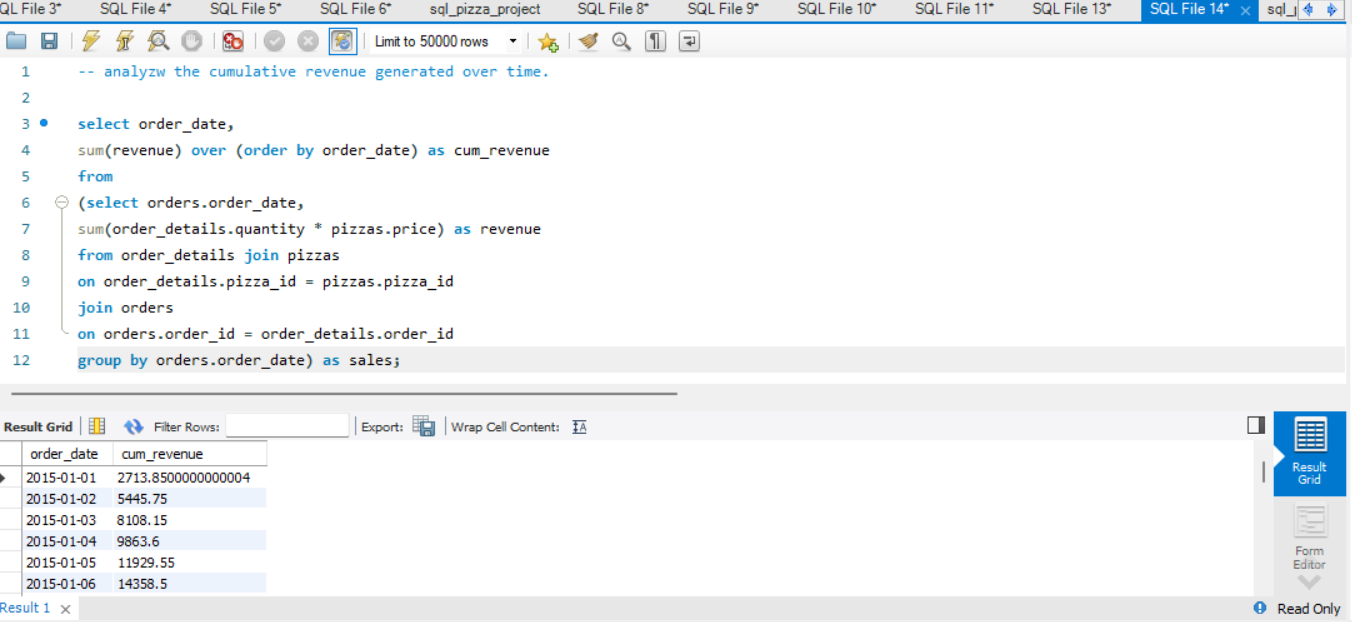 QL File 3* SQL File 4* SQL File 5* SQL File 6* sql_pizza_project SQL File 8* SQL File 9* SQL File 10* SQL File 11* SQL File 13* SQL File 14* sql_
Limit to 50000 rows
1 -- analyzw the cumulative revenue generated over time.
2
3 select order_date,
4 sum(revenue) over (order by order_date) as cum_revenue
5 from
6 (select orders.order_date,
7 sum(order_details.quantity * pizzas.price) as revenue
8 from order_details join pizzas
9 on order_details.pizza_id = pizzas.pizza_id
10 join orders
11 on orders.order_id = order_details.order_id
12 group by orders.order_date) as sales;
Result Grid Filter Rows: Export: Wrap Cell Content: IA
order_date cum_revenue
2015-01-01 2713.8500000000004
2015-01-02 5445.75
2015-01-03 8108.15
2015-01-04 9863.6
2015-01-05 11929.55
2015-01-06 14358.5
Result
Grid
Form
Editor
Result 1 Read Only